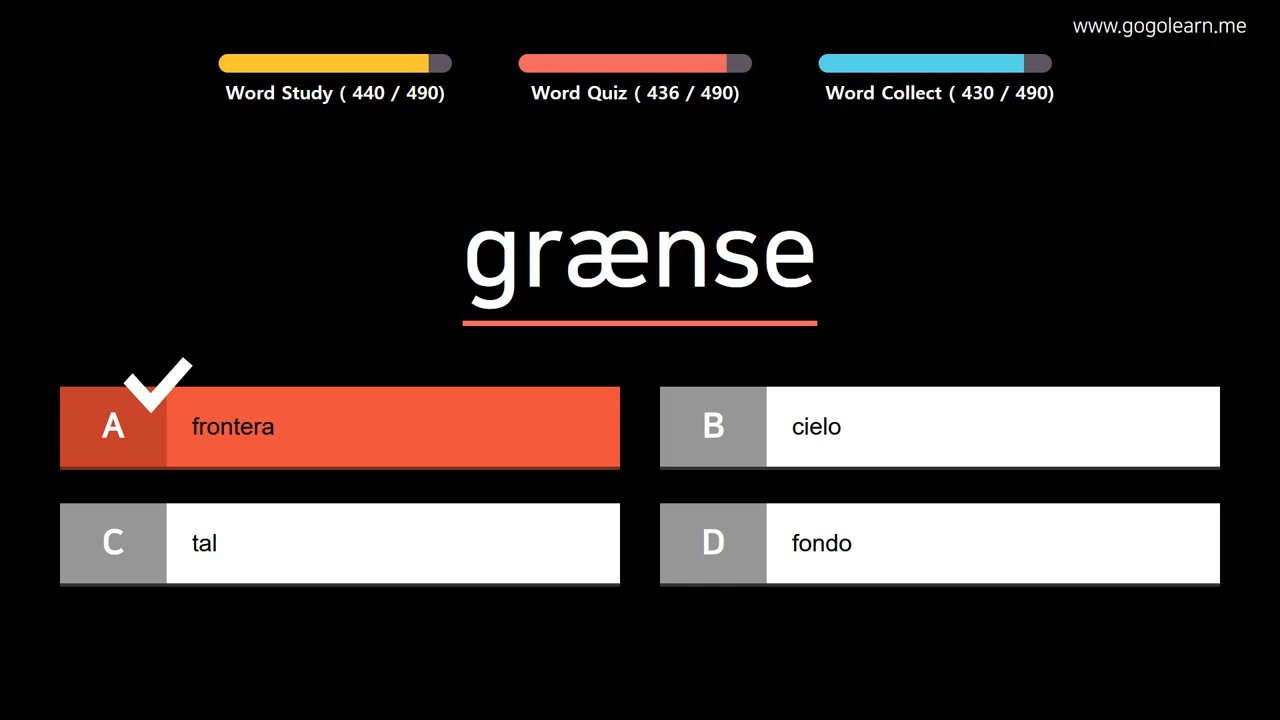 www.gogolearn.me
Word Study ( 440 / 490)
Word Quiz ( 436 / 490)
Word Collect ( 430 / 490)
grænse
A frontera
B cielo
C tal
D fondo